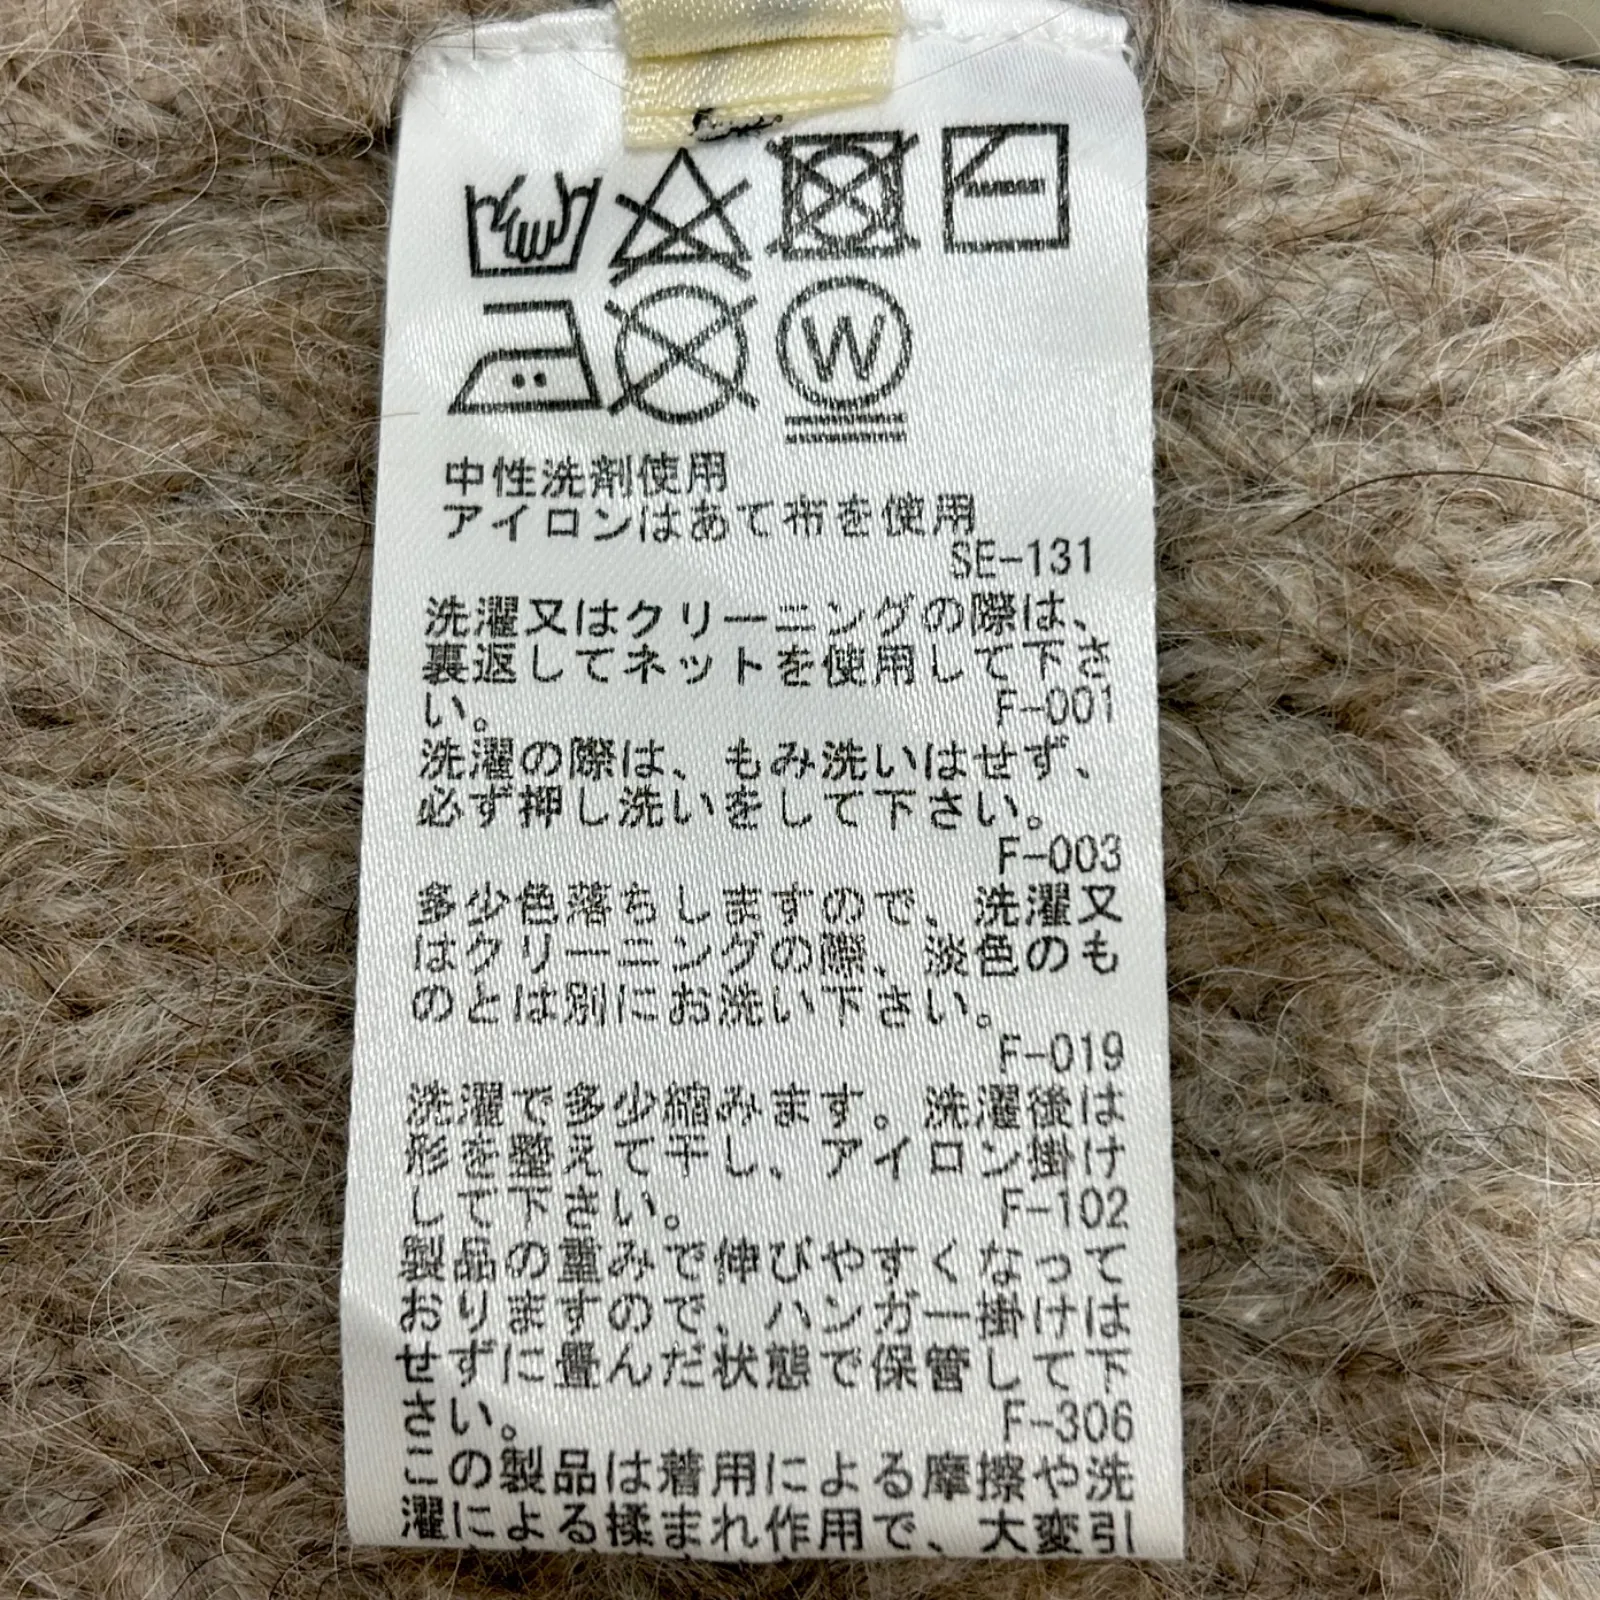 W
中性洗剤使用
アイロンはあて布を使用
SE-131
洗濯又はクリーニングの際は、
裏返してネットを使用して下さ
い。 F-001
洗濯の際は、もみ洗いはせず、
必ず押し洗いをして下さい。
F-003
多少色落ちしますので、洗濯又
はクリーニングの際、淡色のも
のとは別にお洗い下さい。
F-019
洗濯で多少縮みます。洗濯後は
形を整えて干し、アイロン掛け
して下さい。 F-102
製品の重みで伸びやすくなって
おりますので、ハンガー掛けは
せずに畳んだ状態で保管して下
さい。 F-306
この製品は着用による摩擦や洗
濯による揉まれ作用で、大変引